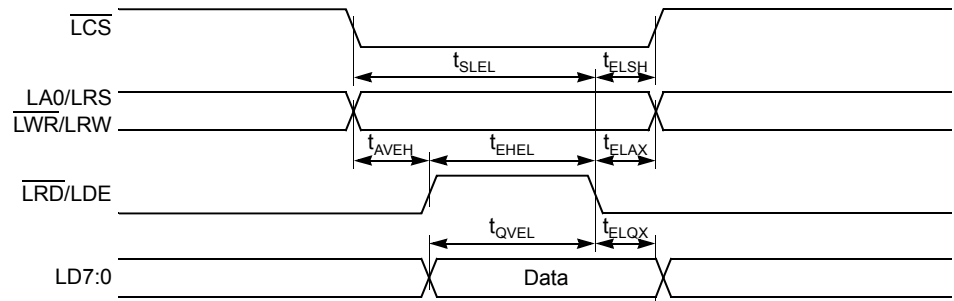 LCS
tSLEL tELSH
LA0/LRS
LWR/LRW
tAVEH tEHEL tELAX
LRD/LDE
tQVEL tELQX
LD7:0 Data